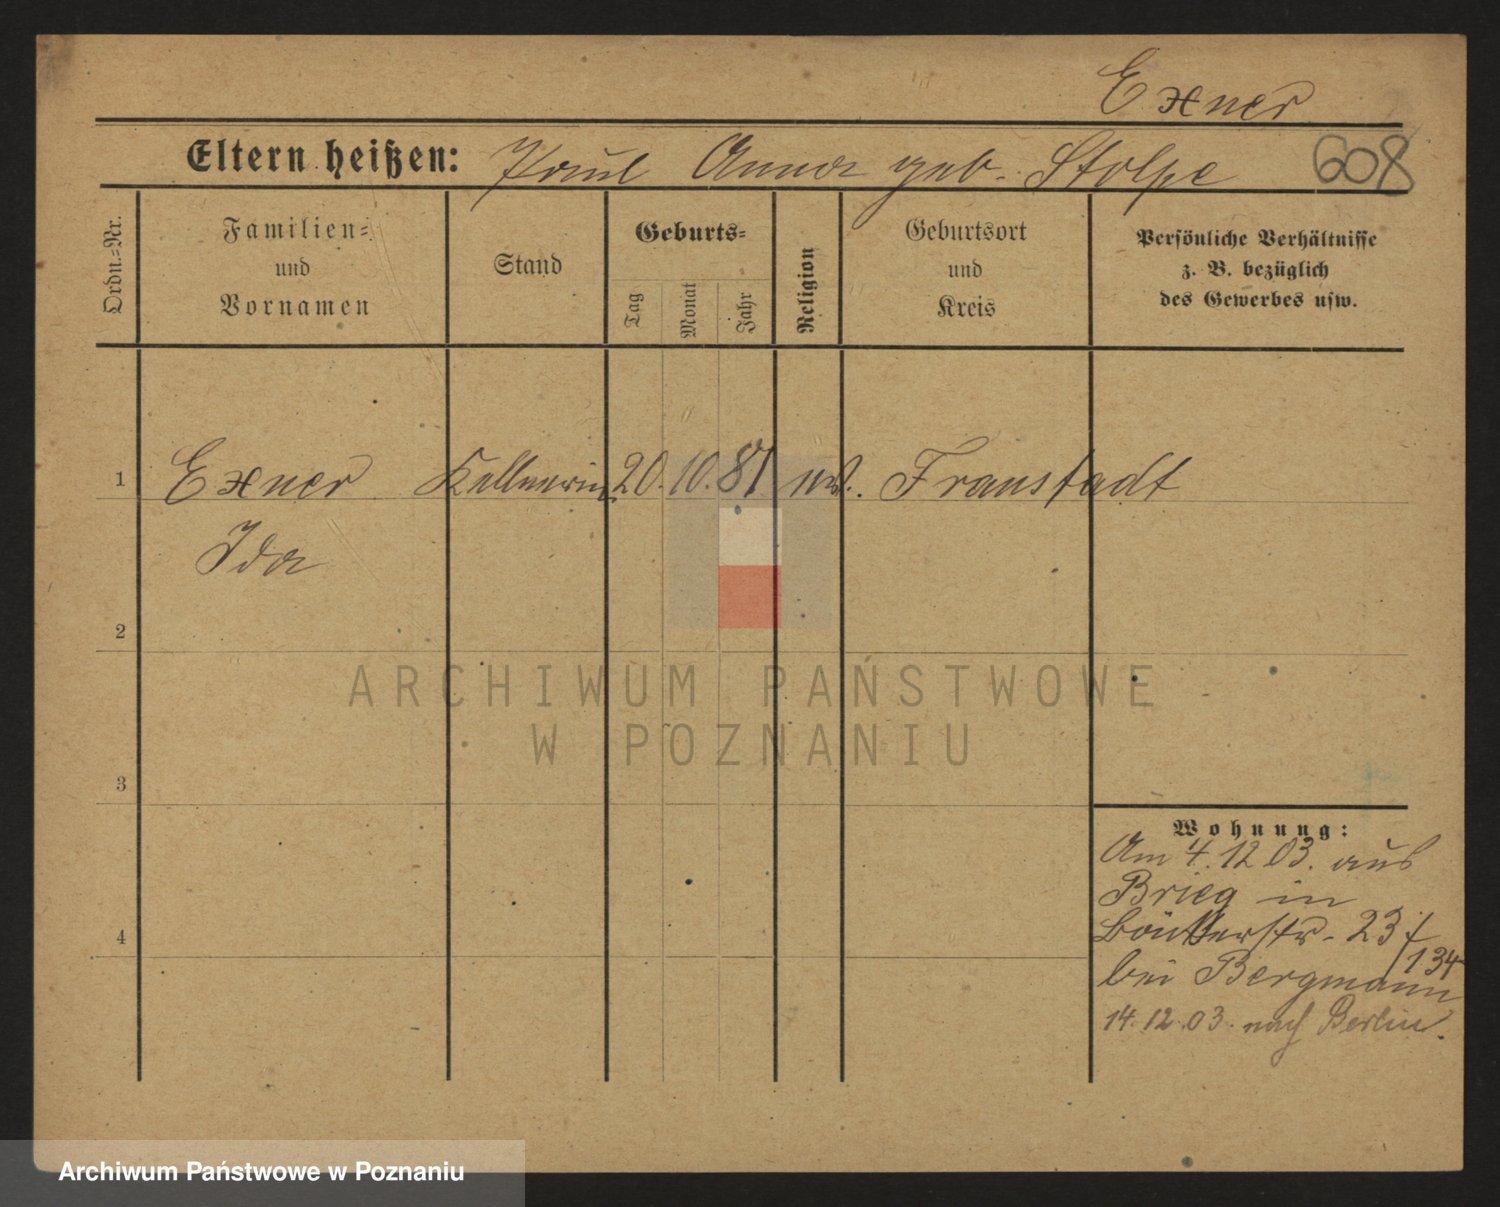 Exner
Eltern heißen: Paul Anna geb. Stolpe 608
Ordn.-Nr.
Familien-
und
Vornamen
Stand
Geburts-
Tag
Monat
Jahr
Religion
Geburtsort
und
Kreis
Persönliche Verhältnisse
z. B. bezüglich
des Gewerbes usw.
1 Exner Kellnerin 20. 10. 81 Fraustadt
Ida
2
ARCHIWUM PAŃSTWOWE
W POZNANIU
3
Wohnung:
Am 4.12.03. aus
Brieg in
23
4
134
bei Bergmann
14.12.03. nach Berlin.
Archiwum Państwowe w Poznaniu